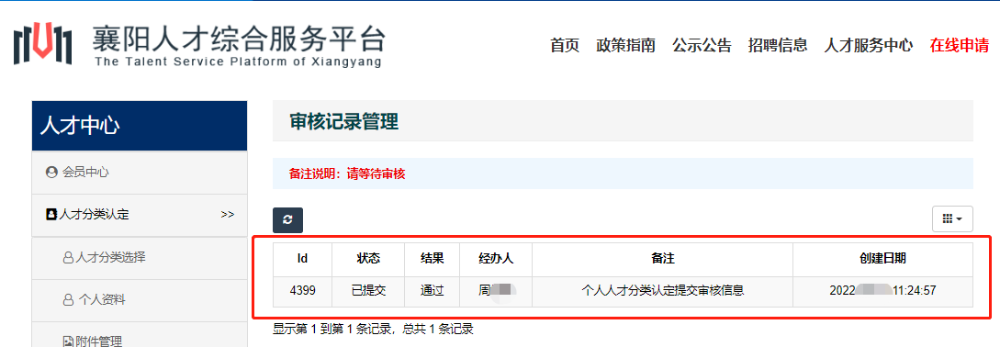 襄阳人才综合服务平台
The Talent Service Platform of Xiangyang
首页 政策指南 公示公告 招聘信息 人才服务中心 在线申请
人才中心
会员中心
人才分类认定 >>
人才分类选择
个人资料
附件管理
审核记录管理
备注说明：请等待审核
Id 状态 结果 经办人 备注 创建日期
4399 已提交 通过 周 个人人才分类认定提交审核信息 2022 11:24:57
显示第 1 到第 1 条记录，总共 1 条记录